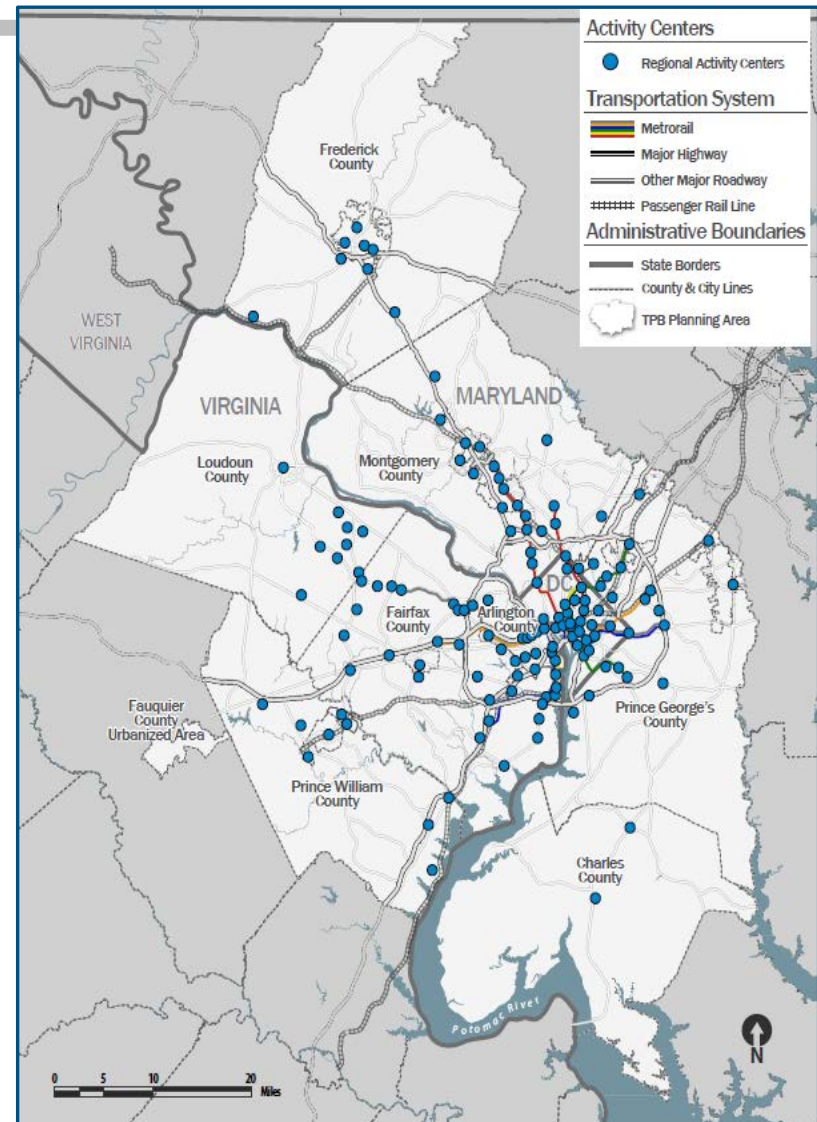 Activity Centers
Regional Activity Centers
Transportation System
Metrorail
Major Highway
Other Major Roadway
Passenger Rail Line
Administrative Boundaries
State Borders
County & City Lines
TPB Planning Area
Frederick
County
WEST
VIRGINIA
VIRGINIA
MARYLAND
Loudoun
County
Montgomery
County
DC
Fairfax
County
Arlington
County
Fauquier
County
Urbanized Area
Prince George's
County
Prince William
County
Charles
County
Potomac River
N
0 5 10 20
Miles